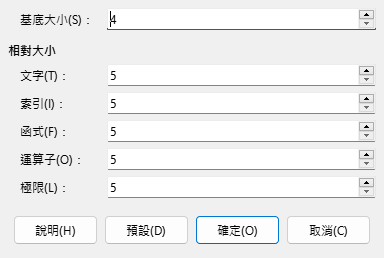 基底大小(S)： 4
相對大小
文字(T)： 5
索引(I)： 5
函式(F)： 5
運算子(O)： 5
極限(L)： 5
說明(H) 預設(D) 確定(O) 取消(C)